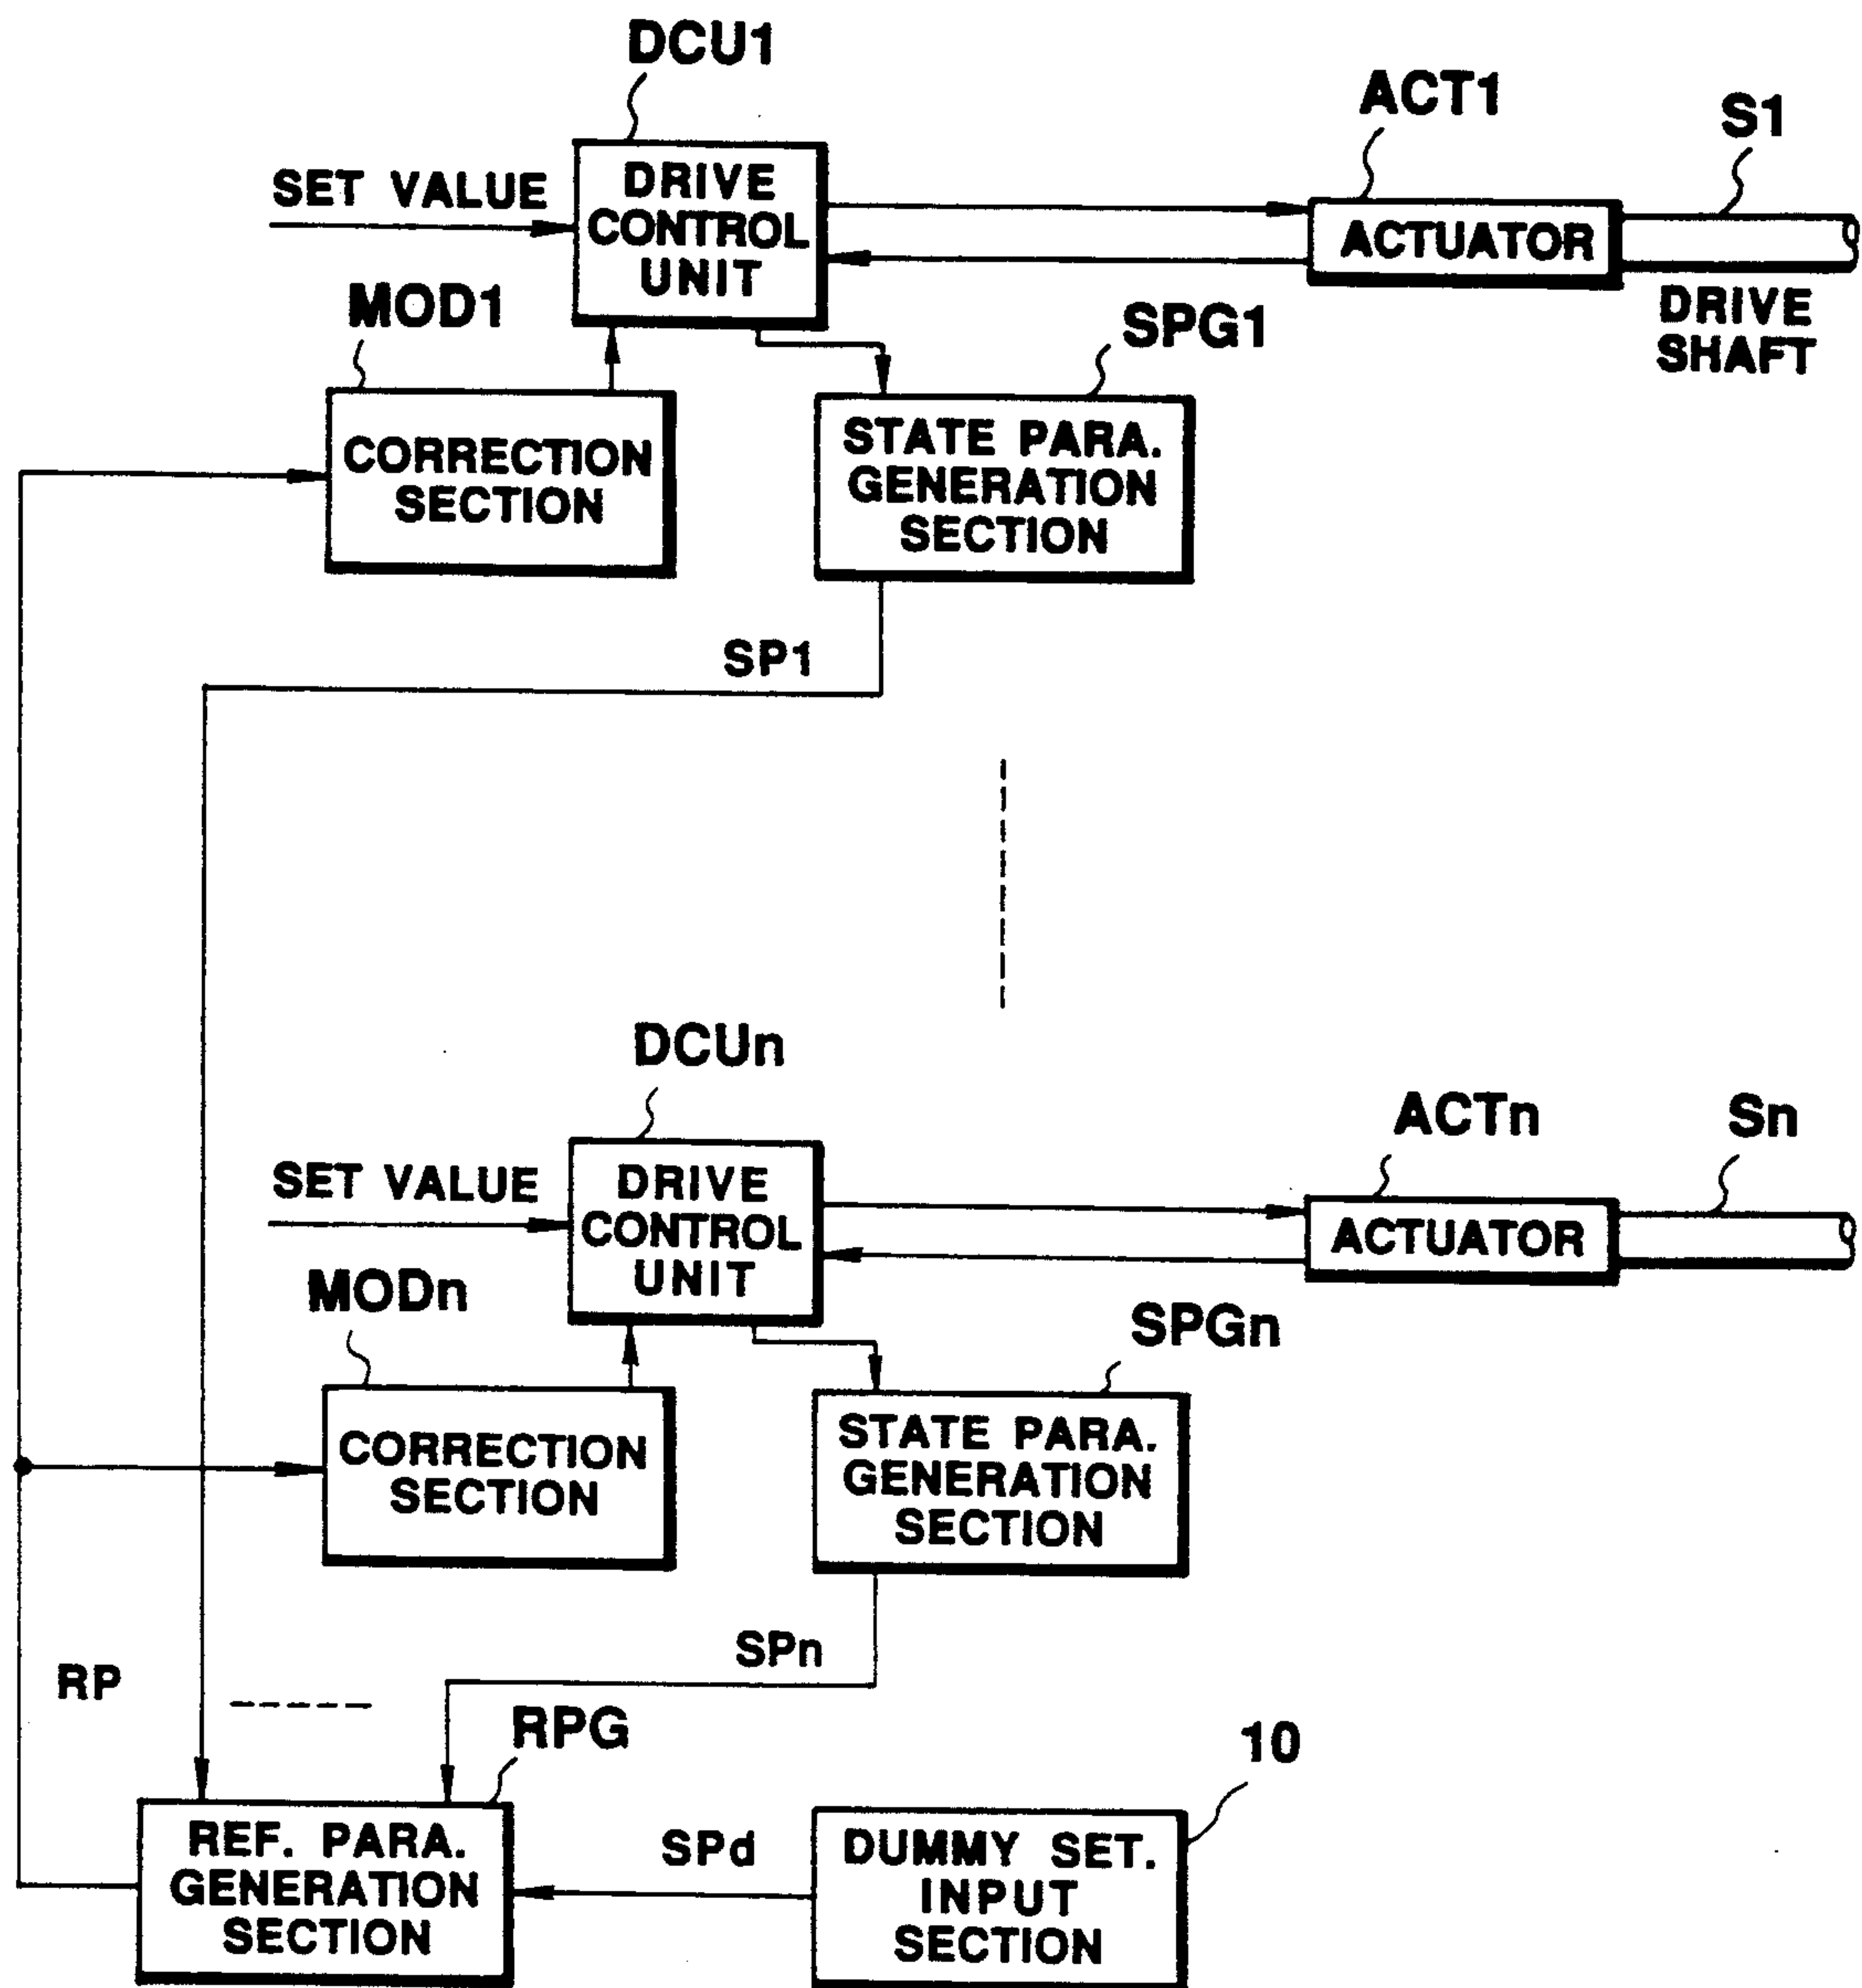 DCU1
ACT1
S1
SET VALUE
DRIVE
CONTROL
UNIT
ACTUATOR
DRIVE
SHAFT
MOD1
SPG1
CORRECTION
SECTION
STATE PARA.
GENERATION
SECTION
SP1
DCUn
ACTn
Sn
SET VALUE
DRIVE
CONTROL
UNIT
ACTUATOR
MODn
SPGn
CORRECTION
SECTION
STATE PARA.
GENERATION
SECTION
SPn
RP
RPG
10
REF. PARA.
GENERATION
SECTION
SPd
DUMMY SET.
INPUT
SECTION